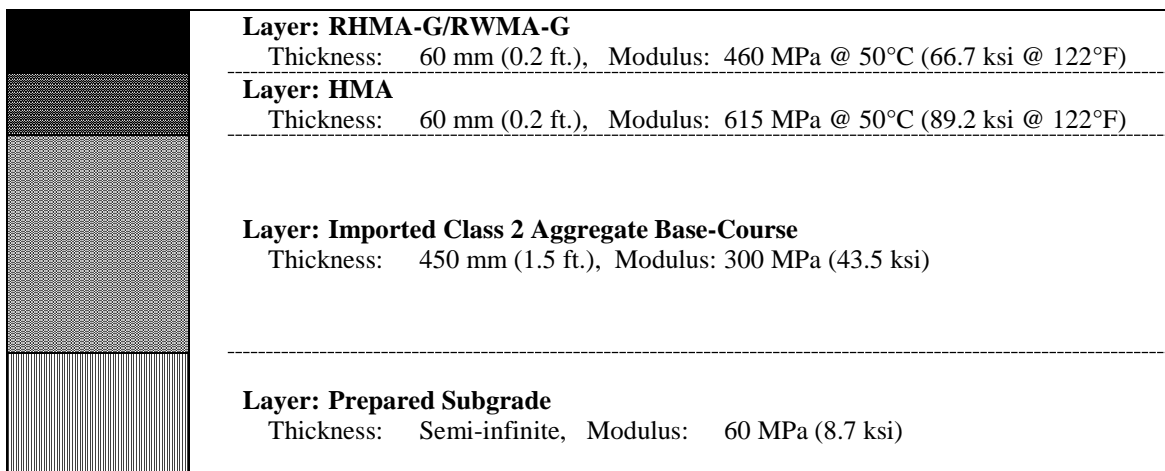 Layer: RHMA-G/RWMA-G
Thickness: 60 mm (0.2 ft.), Modulus: 460 MPa @ 50°C (66.7 ksi @ 122°F)
Layer: HMA
Thickness: 60 mm (0.2 ft.), Modulus: 615 MPa @ 50°C (89.2 ksi @ 122°F)
Layer: Imported Class 2 Aggregate Base-Course
Thickness: 450 mm (1.5 ft.), Modulus: 300 MPa (43.5 ksi)
Layer: Prepared Subgrade
Thickness: Semi-infinite, Modulus: 60 MPa (8.7 ksi)